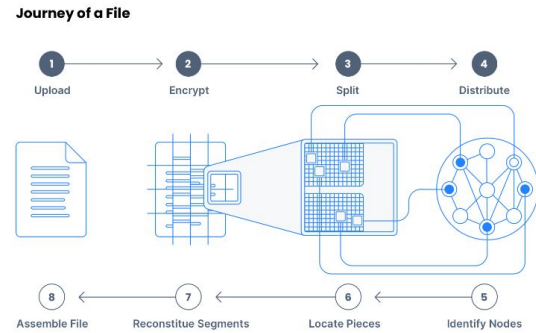 Journey of a File
1 2 3 4
Upload Encrypt Split Distribute
8 7 6 5
Assemble File Reconstitue Segments Locate Pieces Identify Nodes